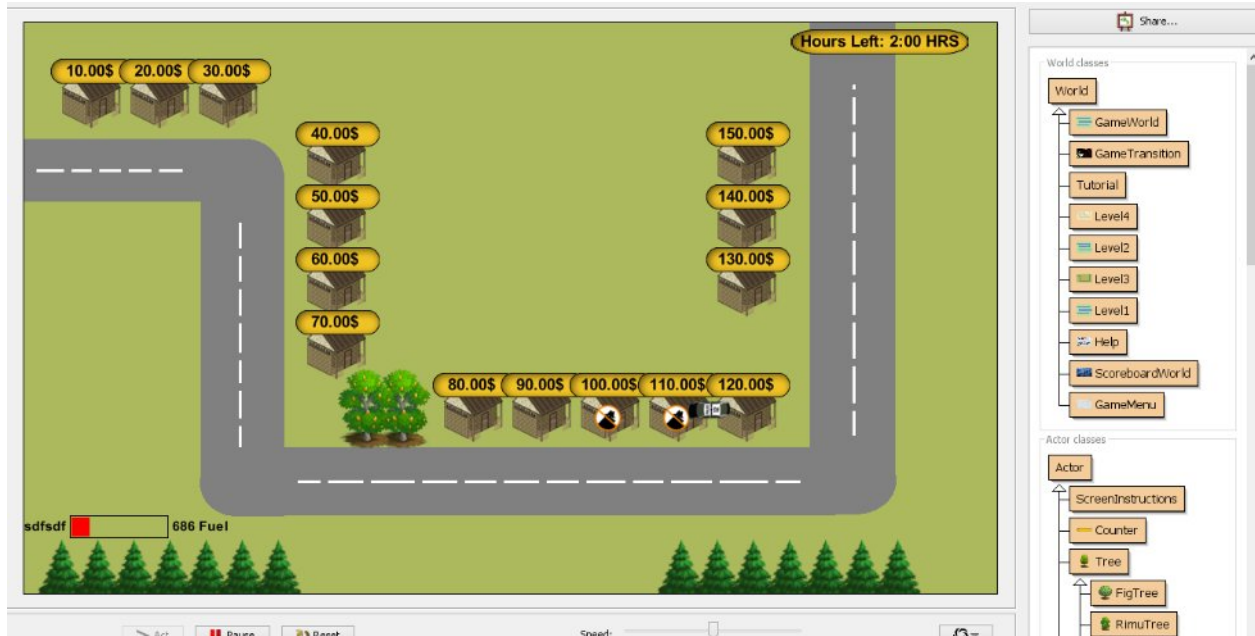 Share...
Hours Left: 2:00 HRS
10.00$ 20.00$ 30.00$
40.00$
150.00$
50.00$
140.00$
60.00$
130.00$
70.00$
80.00$ 90.00$ 100.00$ 110.00$ 120.00$
sdfsdf 686 Fuel
Act Pause Reset Speed:
World classes
World
GameWorld
GameTransition
Tutorial
Level4
Level2
Level3
Level1
Help
ScoreboardWorld
GameMenu
Actor classes
Actor
ScreenInstructions
Counter
Tree
FigTree
RimuTree